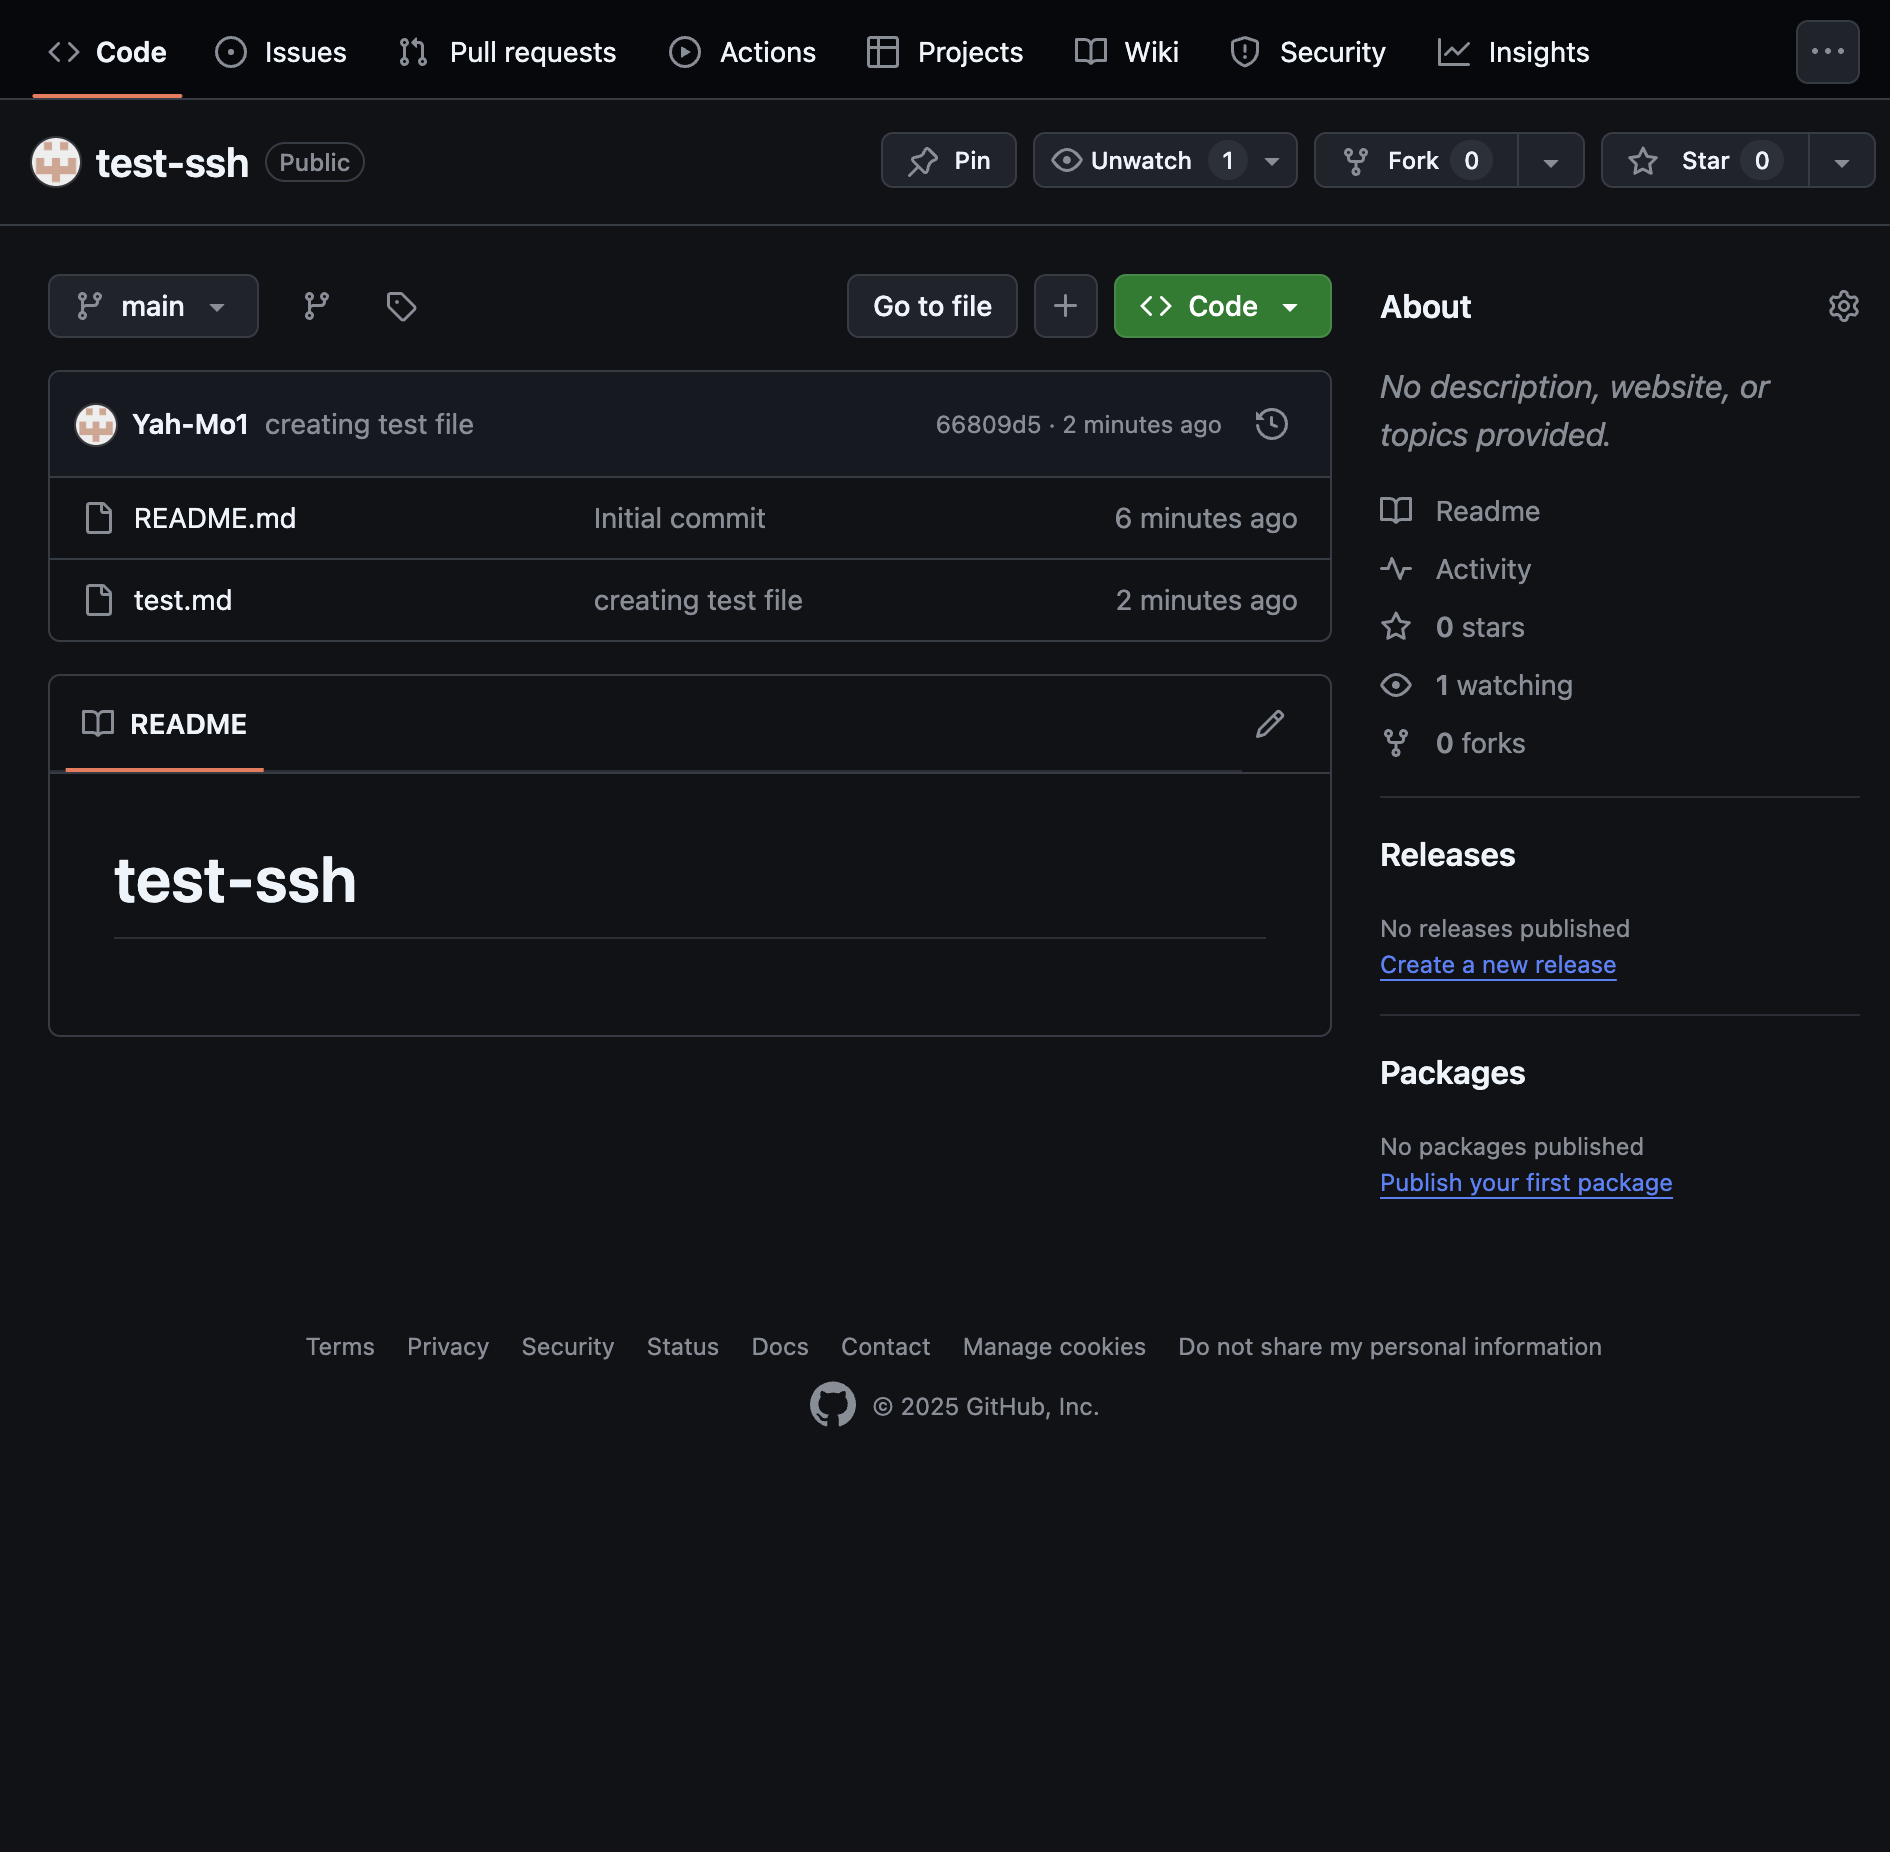 Code Issues Pull requests Actions Projects Wiki Security Insights
test-ssh Public Pin Unwatch 1 Fork 0 Star 0
main Go to file Code
Yah-Mo1 creating test file 66809d5 · 2 minutes ago
README.md Initial commit 6 minutes ago
test.md creating test file 2 minutes ago
README
test-ssh
About
No description, website, or
topics provided.
Readme
Activity
0 stars
1 watching
0 forks
Releases
No releases published
Create a new release
Packages
No packages published
Publish your first package
Terms Privacy Security Status Docs Contact Manage cookies Do not share my personal information
© 2025 GitHub, Inc.